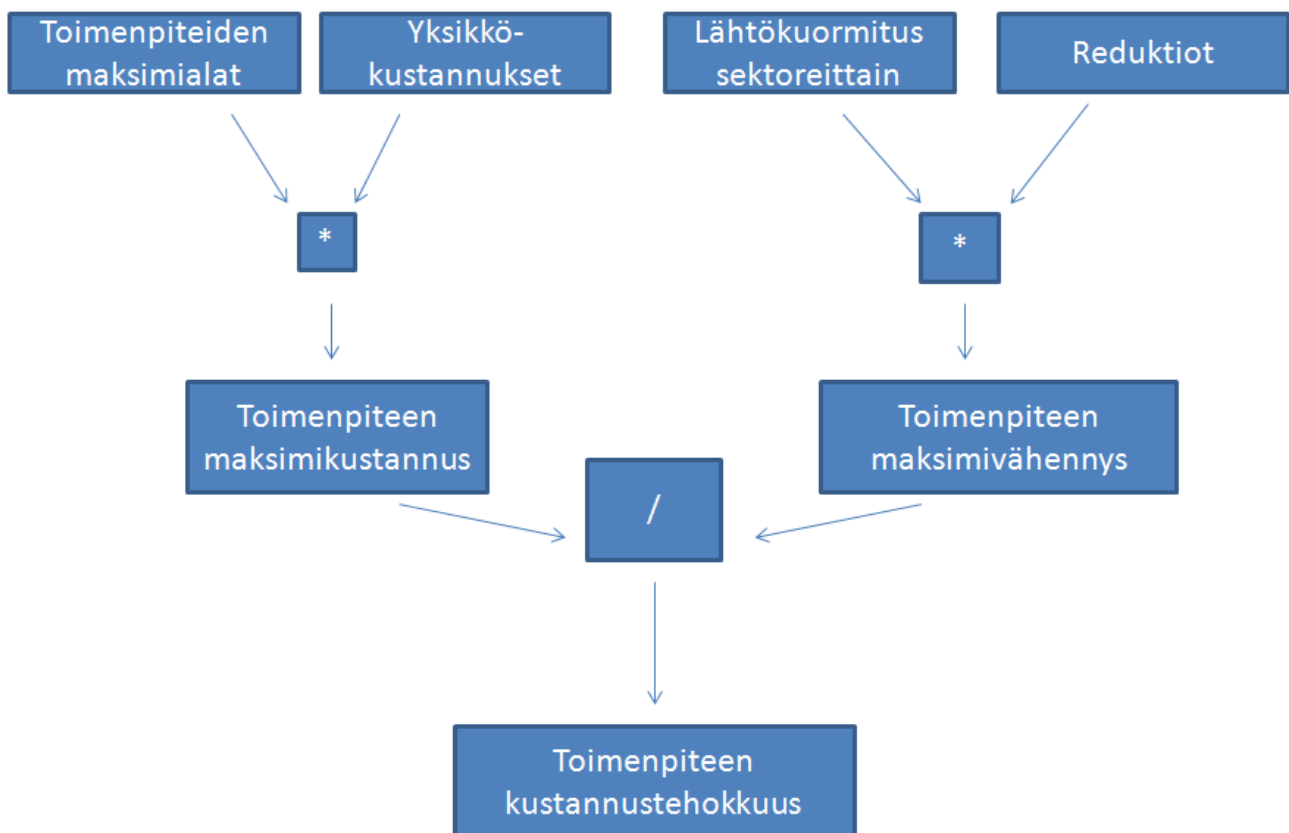 Toimenpiteiden
maksimialat
Yksikkö-
kustannukset
Lähtökuormitus
sektoreittain
Reduktiot
*
*
Toimenpiteen
maksimikustannus
Toimenpiteen
maksimivähennys
/
Toimenpiteen
kustannustehokkuus